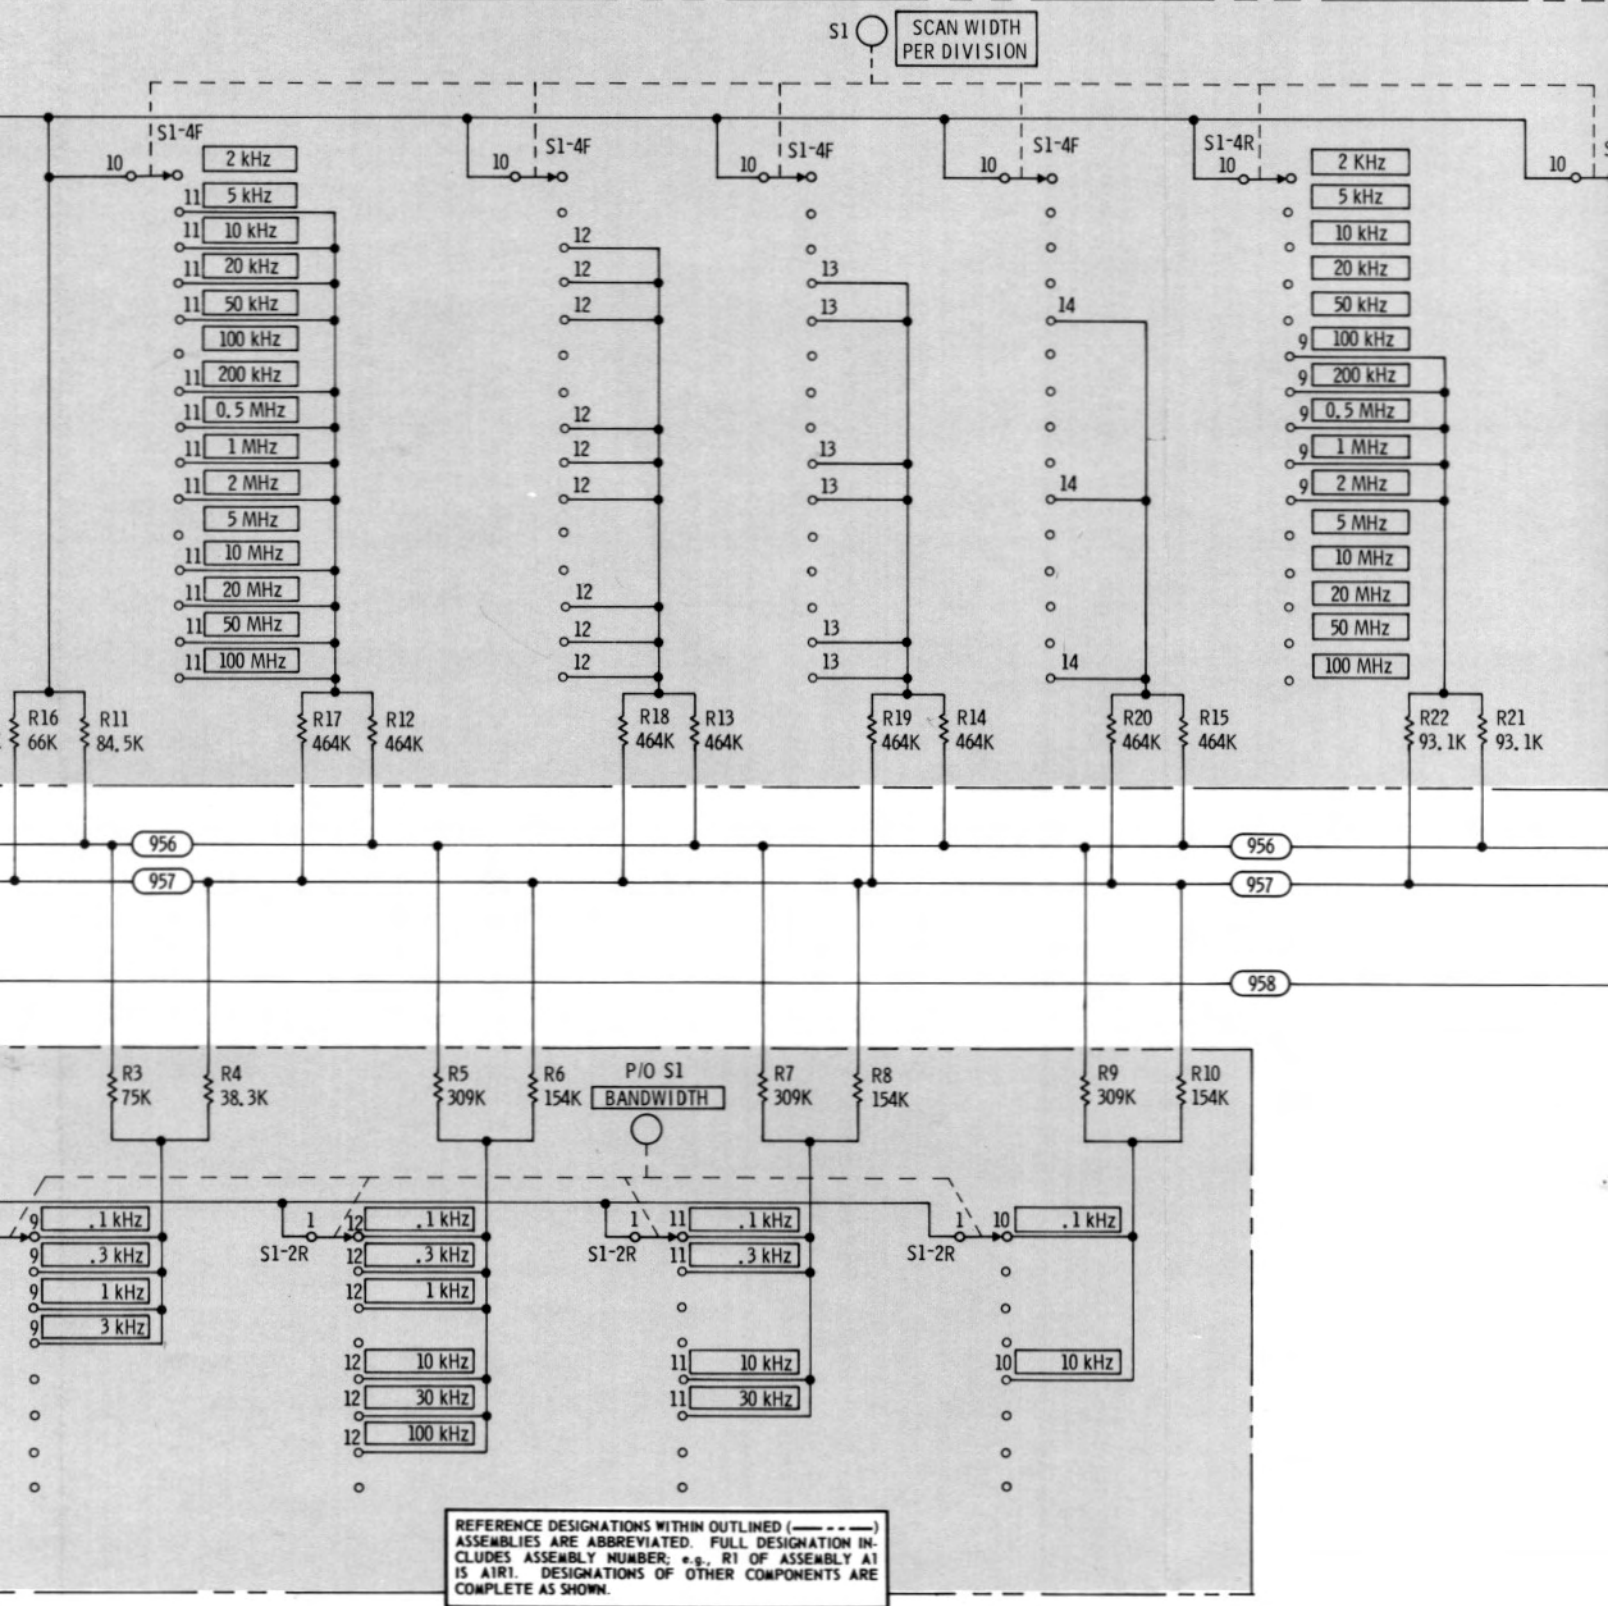 S1
SCAN WIDTH
PER DIVISION
S1-4F
S1-4F
S1-4F
S1-4F
S1-4R
10
10
10
10
10
10
2 kHz
2 KHz
11
5 kHz
5 kHz
11
10 kHz
12
10 kHz
11
20 kHz
12
13
20 kHz
11
50 kHz
12
13
14
50 kHz
100 kHz
9
100 kHz
11
200 kHz
9
200 kHz
11
0.5 MHz
12
9
0.5 MHz
11
1 MHz
12
13
9
1 MHz
11
2 MHz
12
13
14
9
2 MHz
5 MHz
5 MHz
11
10 MHz
10 MHz
11
20 MHz
12
20 MHz
11
50 MHz
12
13
50 MHz
11
100 MHz
12
13
14
100 MHz
R16
66K
R11
84.5K
R17
464K
R12
464K
R18
464K
R13
464K
R19
464K
R14
464K
R20
464K
R15
464K
R22
93.1K
R21
93.1K
956
956
957
957
958
R3
75K
R4
38.3K
R5
309K
R6
154K
P/O S1
BANDWIDTH
R7
309K
R8
154K
R9
309K
R10
154K
9
.1 kHz
1
S1-2R
12
.1 kHz
1
S1-2R
11
.1 kHz
1
S1-2R
10
.1 kHz
9
.3 kHz
12
.3 kHz
11
.3 kHz
9
1 kHz
12
1 kHz
9
3 kHz
12
10 kHz
11
10 kHz
10
10 kHz
12
30 kHz
11
30 kHz
12
100 kHz
REFERENCE DESIGNATIONS WITHIN OUTLINED (—— - - ——)
ASSEMBLIES ARE ABBREVIATED. FULL DESIGNATION IN-
CLUDES ASSEMBLY NUMBER; e.g., R1 OF ASSEMBLY A1
IS A1R1. DESIGNATIONS OF OTHER COMPONENTS ARE
COMPLETE AS SHOWN.